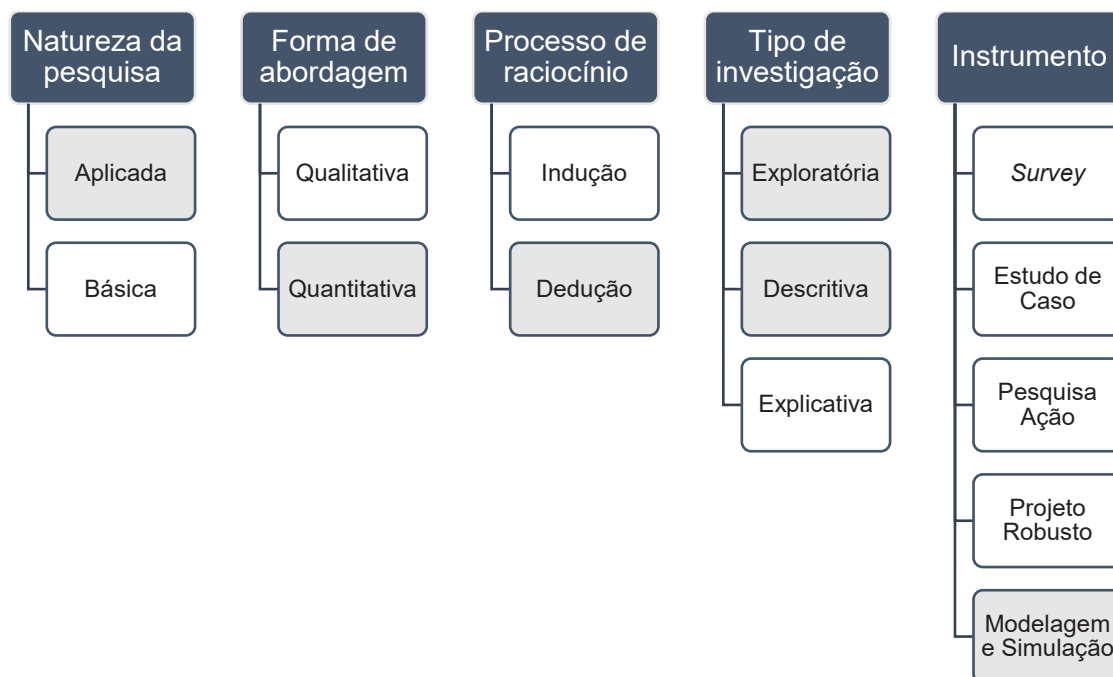 Natureza da
pesquisa
Aplicada
Básica
Forma de
abordagem
Qualitativa
Quantitativa
Processo de
raciocínio
Indução
Dedução
Tipo de
investigação
Exploratória
Descritiva
Explicativa
Instrumento
Survey
Estudo de
Caso
Pesquisa
Ação
Projeto
Robusto
Modelagem
e Simulação